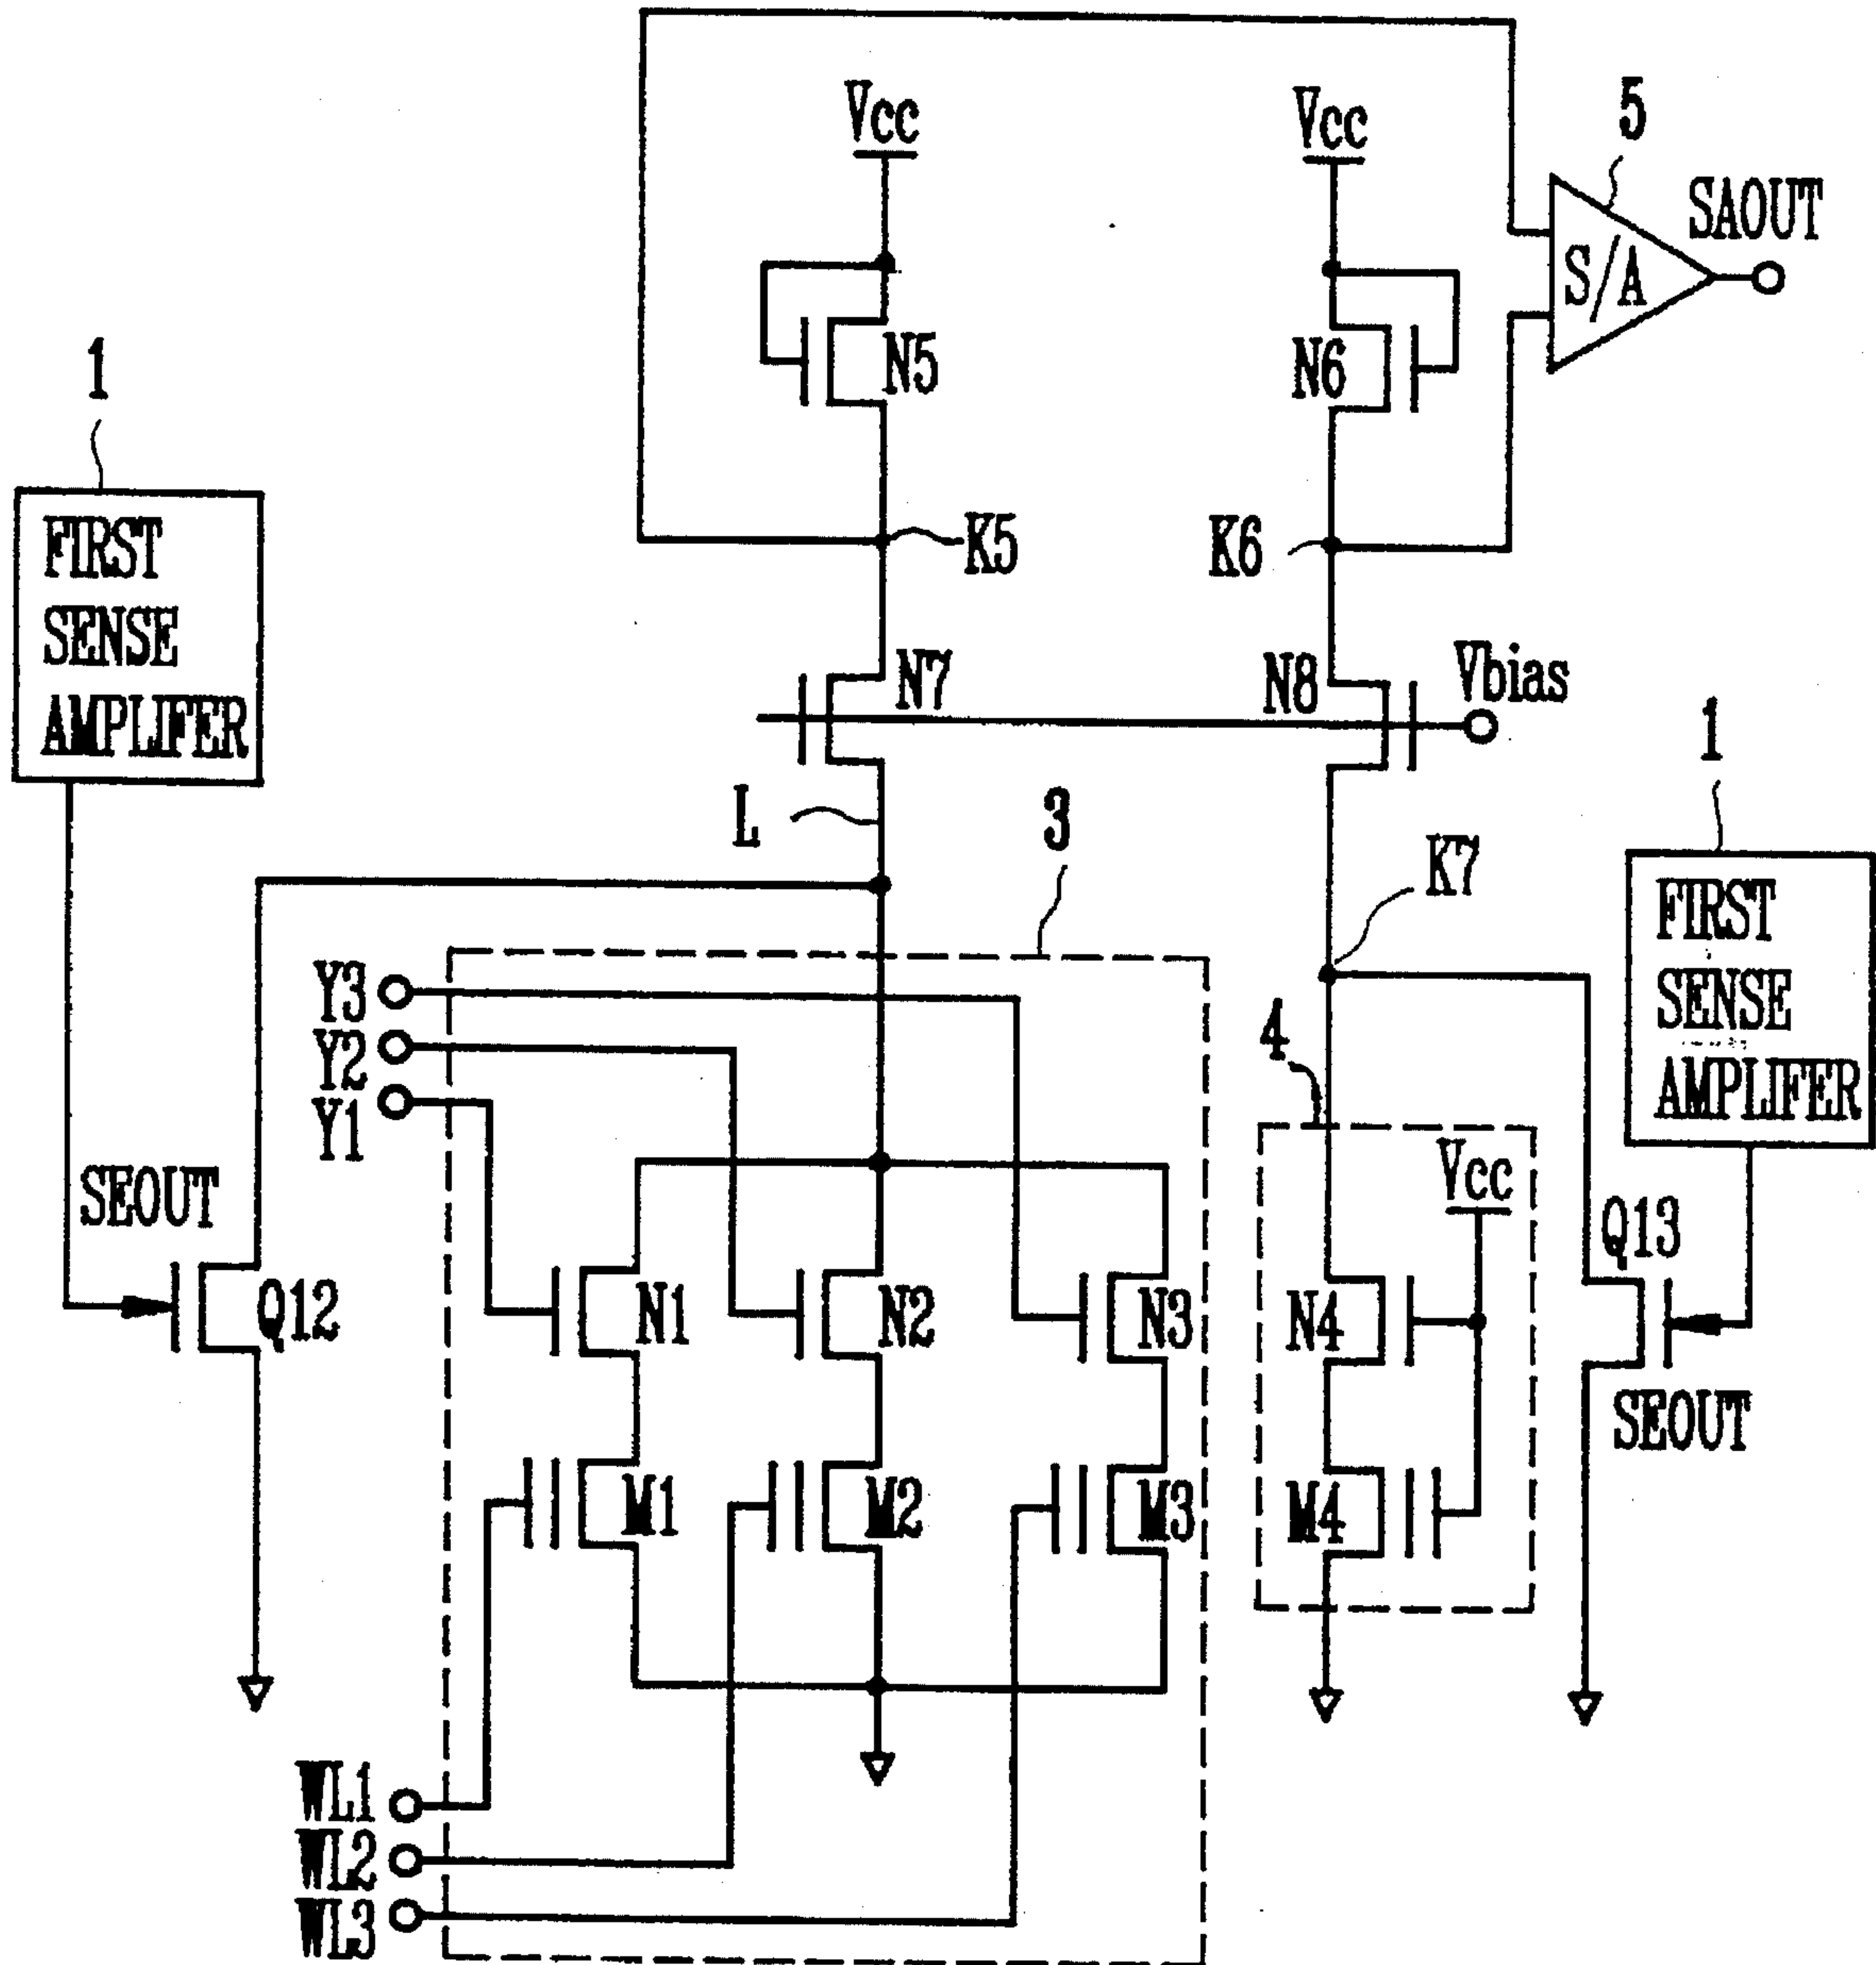 Vcc
Vcc
5
SAOUT
S/A
N5
N6
1
FIRST
SENSE
AMPLIFER
K5
K6
N7
N8
Vbias
1
L
3
K7
FIRST
SENSE
AMPLIFER
Y3
Y2
Y1
4
Vcc
SEOUT
Q12
N1
N2
N3
N4
Q13
SEOUT
M1
M2
M3
M4
WL1
WL2
WL3